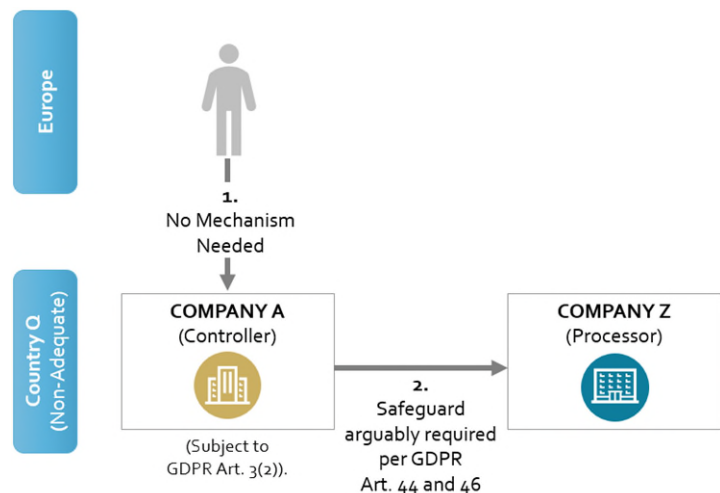 Europe
1.
No Mechanism
Needed
Country Q
(Non-Adequate)
COMPANY A
(Controller)
(Subject to
GDPR Art. 3(2)).
2.
Safeguard
arguably required
per GDPR
Art. 44 and 46
COMPANY Z
(Processor)